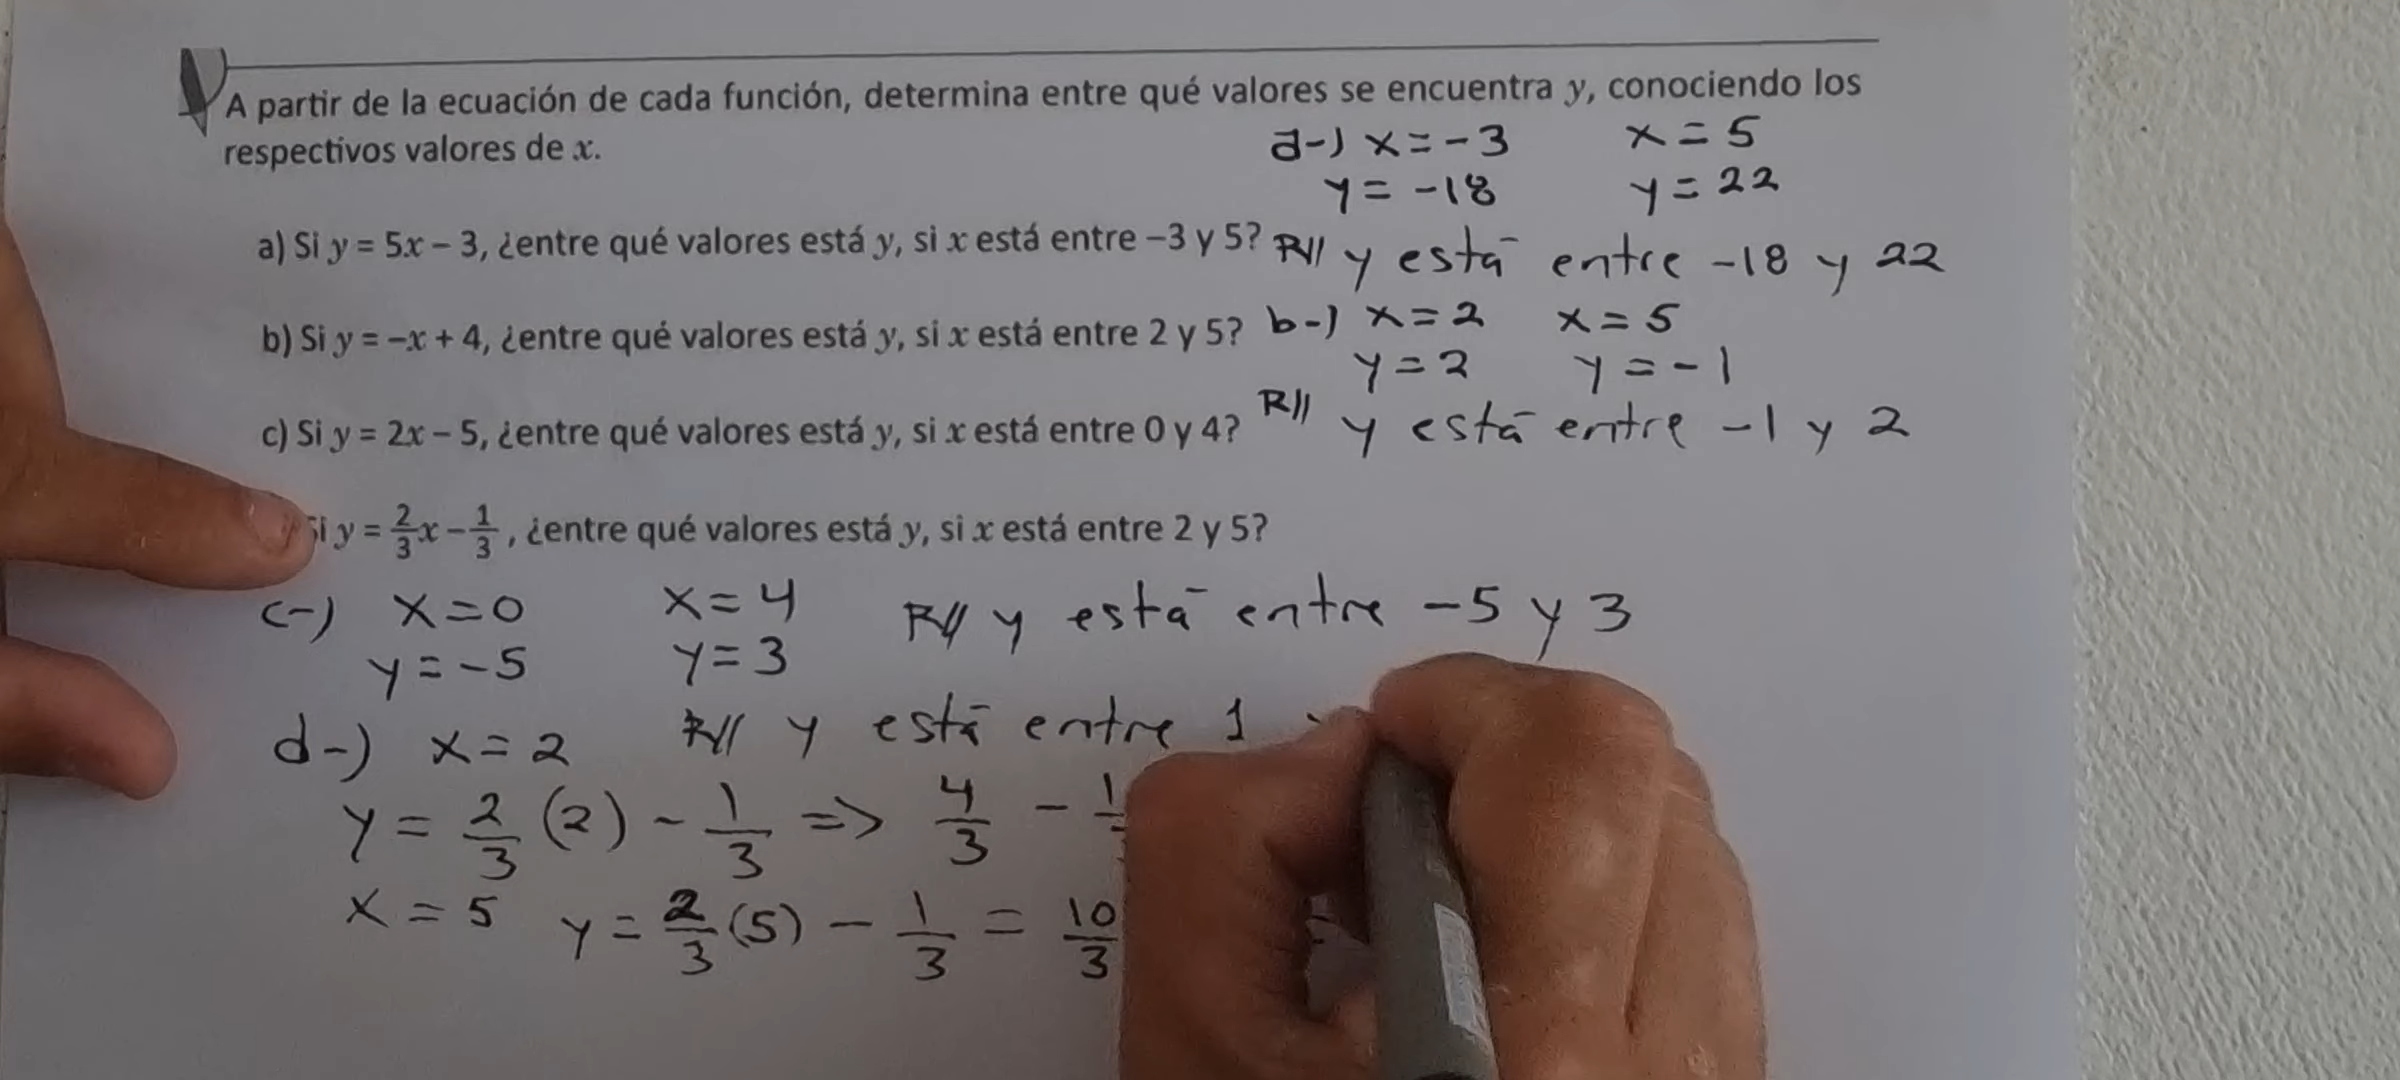 A partir de la ecuación de cada función, determina entre qué valores se encuentra y, conociendo los
respectivos valores de x.
a-) x = -3 x = 5
y = -18 y = 22
a) Si y = 5x – 3, ¿entre qué valores está y, si x está entre –3 y 5? R// y está entre -18 y 22
b) Si y = –x + 4, ¿entre qué valores está y, si x está entre 2 y 5? b-) x = 2 x = 5
y = 2 y = -1
c) Si y = 2x – 5, ¿entre qué valores está y, si x está entre 0 y 4? R// y está entre -1 y 2
y = 2/3 x – 1/3, ¿entre qué valores está y, si x está entre 2 y 5?
c-) x = 0 x = 4 R// y está entre -5 y 3
y = -5 y = 3
d-) x = 2 R// y está entre 1
y = 2/3 (2) - 1/3 => 4/3 -
x = 5 y = 2/3 (5) - 1/3 = 10/3